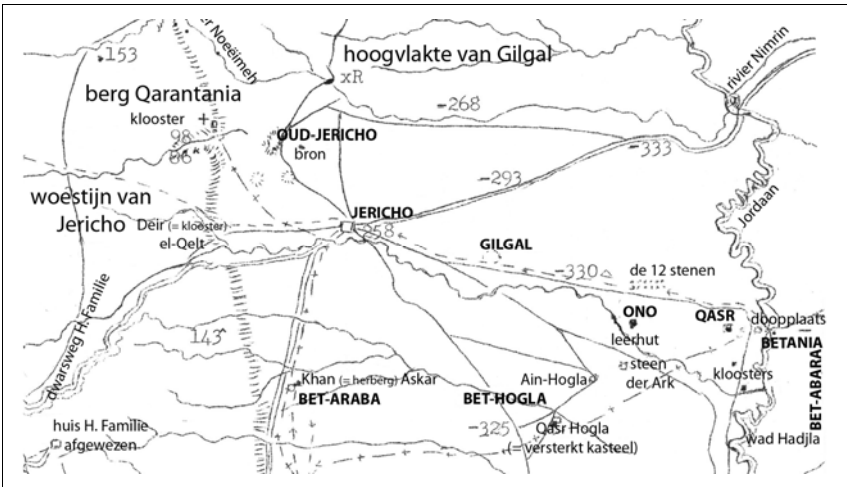 153
er Noeëimeh
hoogvlakte van Gilgal
rivier Nimrin
xR
berg Qarantania
-268
klooster
98
86
OUD-JERICHO
bron
-333
-293
woestijn van
Jericho
Jordaan
JERICHO
Deir (= klooster)
el-Qelt
258
GILGAL
-330
de 12 stenen
ONO
QASR
doopplaats
leerhut
BETANIA
dwarsweg H. Familie
143
steen
der Ark
kloosters
BET-ABARA
Khan (= herberg) Askar
Ain-Hogla
BET-ARABA
BET-HOGLA
huis H. Familie
afgewezen
-325
Qasr Hogla
(= versterkt kasteel)
wad Hadjla